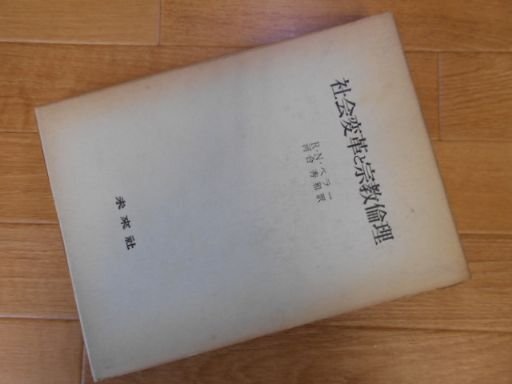 社会変革と宗教倫理
R・N・ベラー
河合秀和訳
未來社